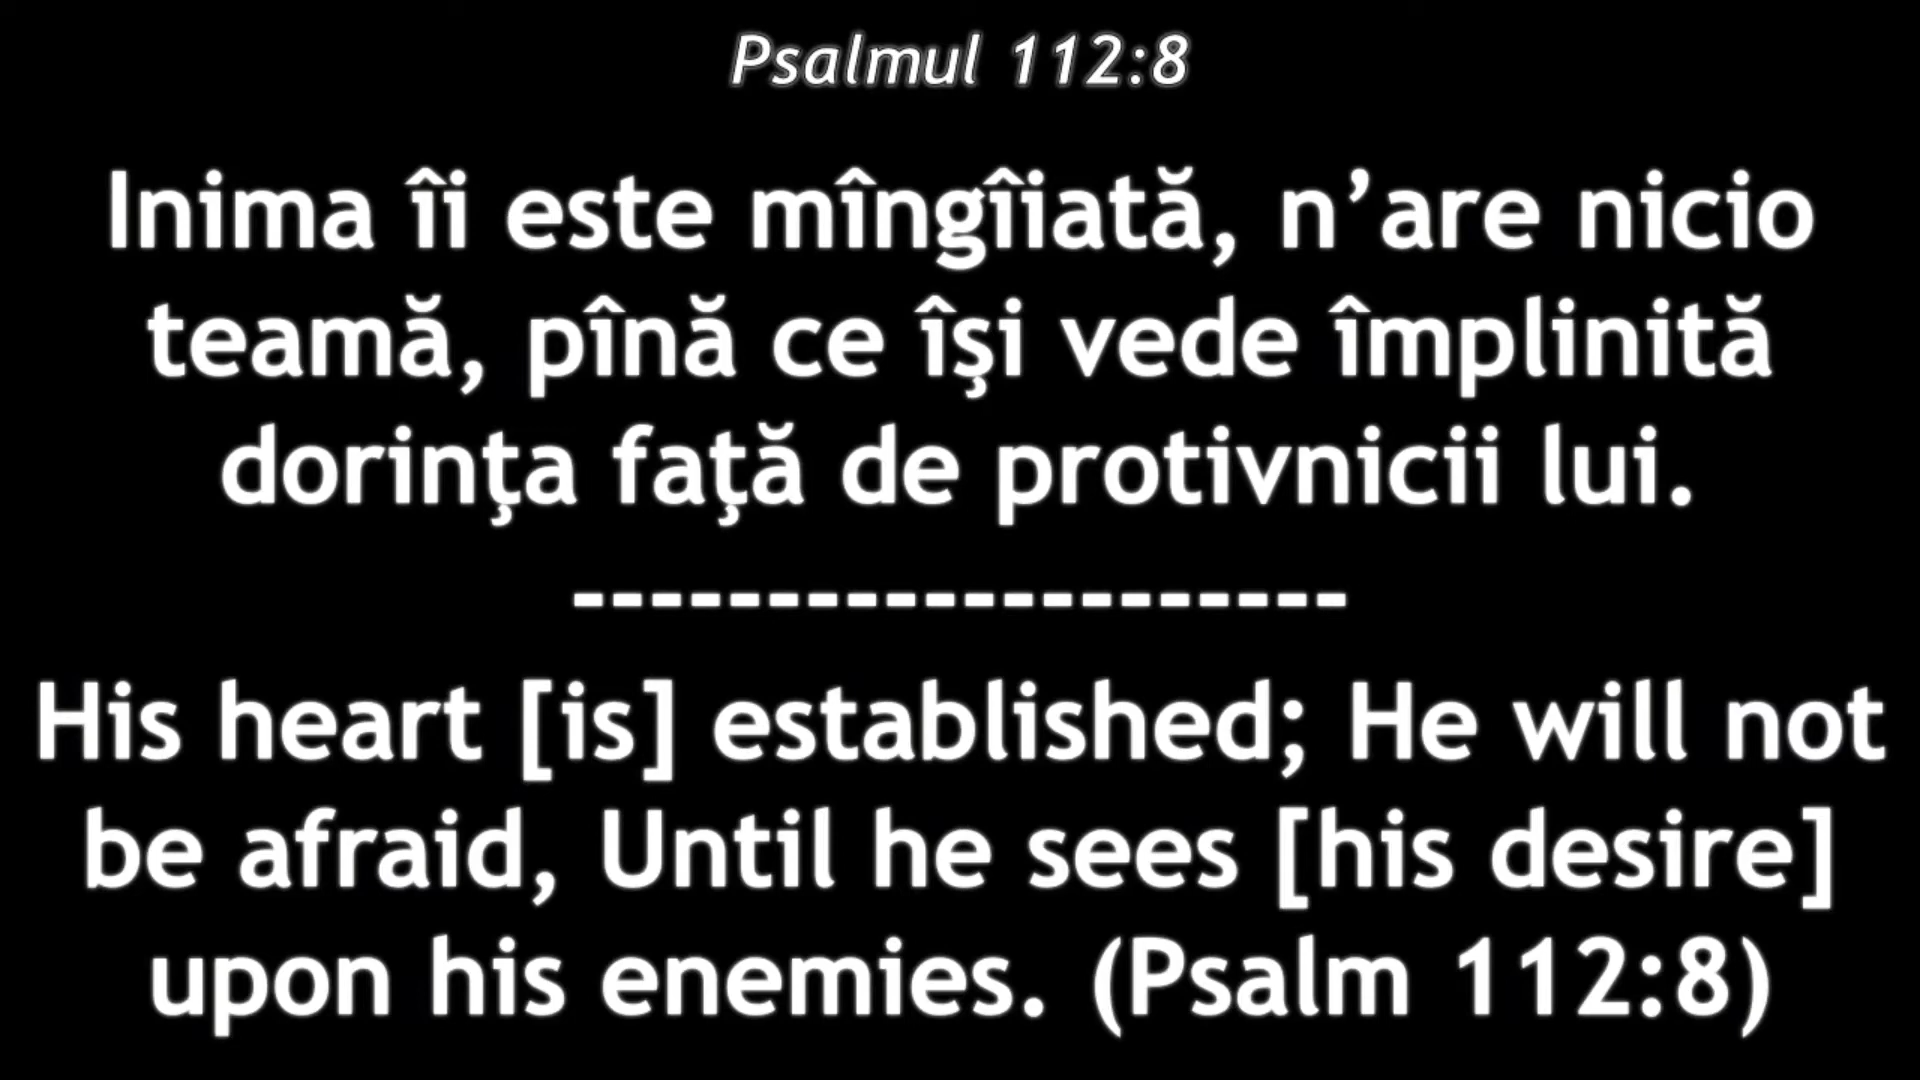 Psalmul 112:8
Inima îi este mîngîiată, n’are nicio
teamă, pînă ce îşi vede împlinită
dorinţa faţă de protivnicii lui.
--------------------
His heart [is] established; He will not
be afraid, Until he sees [his desire]
upon his enemies. (Psalm 112:8)